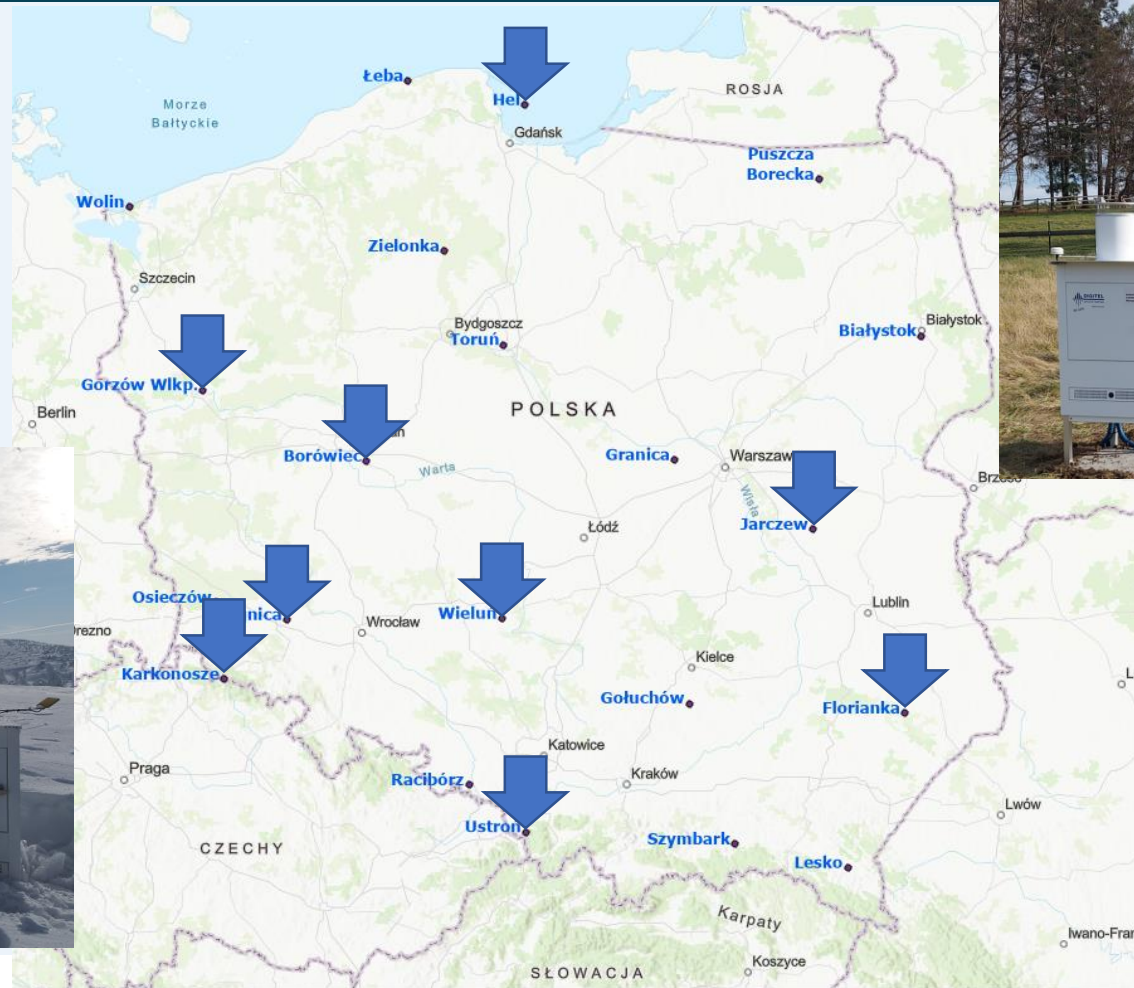 Łeba
Hel
ROSJA
Morze
Bałtyckie
Gdańsk
Puszcza
Borecka
Wolin
Zielonka
Szczecin
Bydgoszcz
Toruń
Białystok
Białystok
DIGITEL
Gorzów Wlkp.
Berlin
POLSKA
Borówiec
Warta
Granica
Wisła
Jarczew
Łódź
Osieczów
Wrocław
Wieluń
Lublin
Karkonosze
Kielce
Gołuchów
Florianka
Katowice
Praga
Racibórz
Kraków
Lwów
Ustroń
CZECHY
Szymbark
Lesko
Karpaty
Koszyce
SŁOWACJA